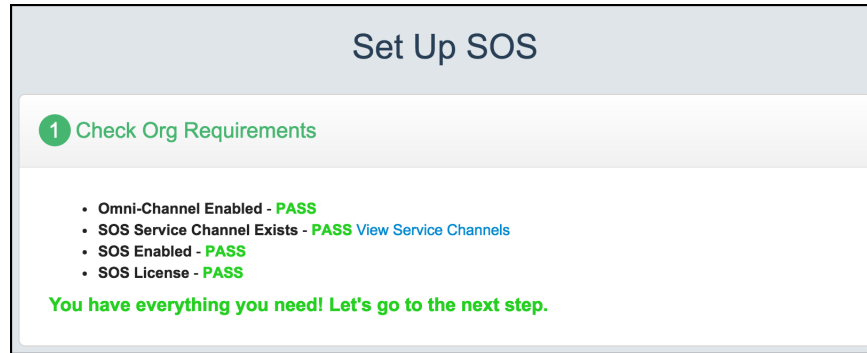 Set Up SOS
1 Check Org Requirements
• Omni-Channel Enabled - PASS
• SOS Service Channel Exists - PASS View Service Channels
• SOS Enabled - PASS
• SOS License - PASS
You have everything you need! Let's go to the next step.